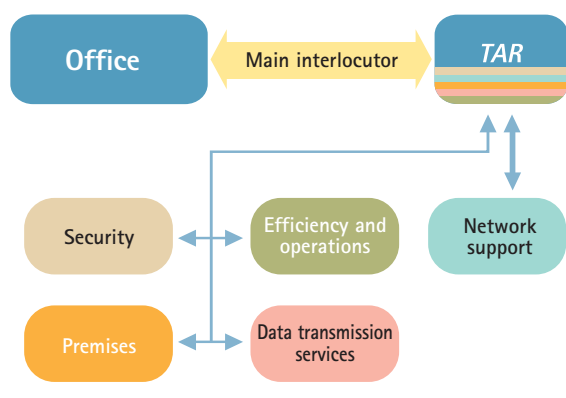 Office
Main interlocutor
TAR
Security
Efficiency and
operations
Network
support
Premises
Data transmission
services